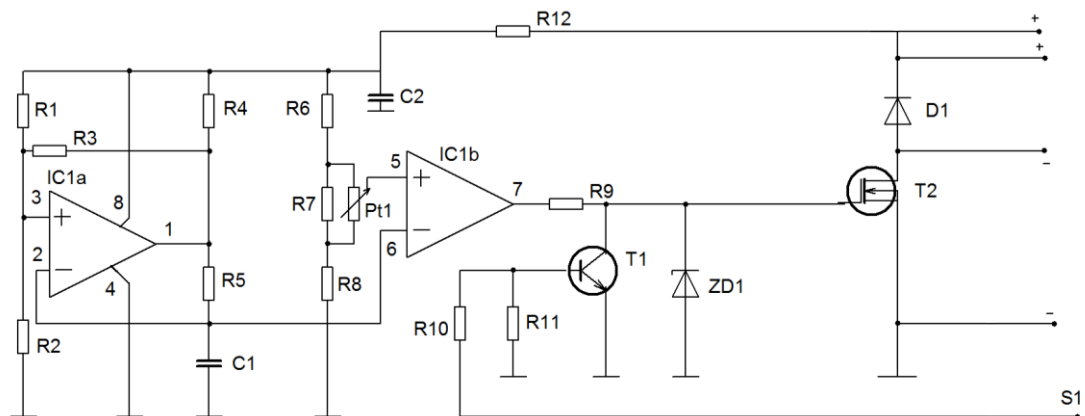 R12
+
+
R1
R4
R6
C2
D1
R3
IC1a
IC1b
8
5
+
−
3
+
R7
Pt1
7
R9
T2
1
2
−
6
−
4
R5
R8
T1
ZD1
R2
R10
R11
−
C1
S1